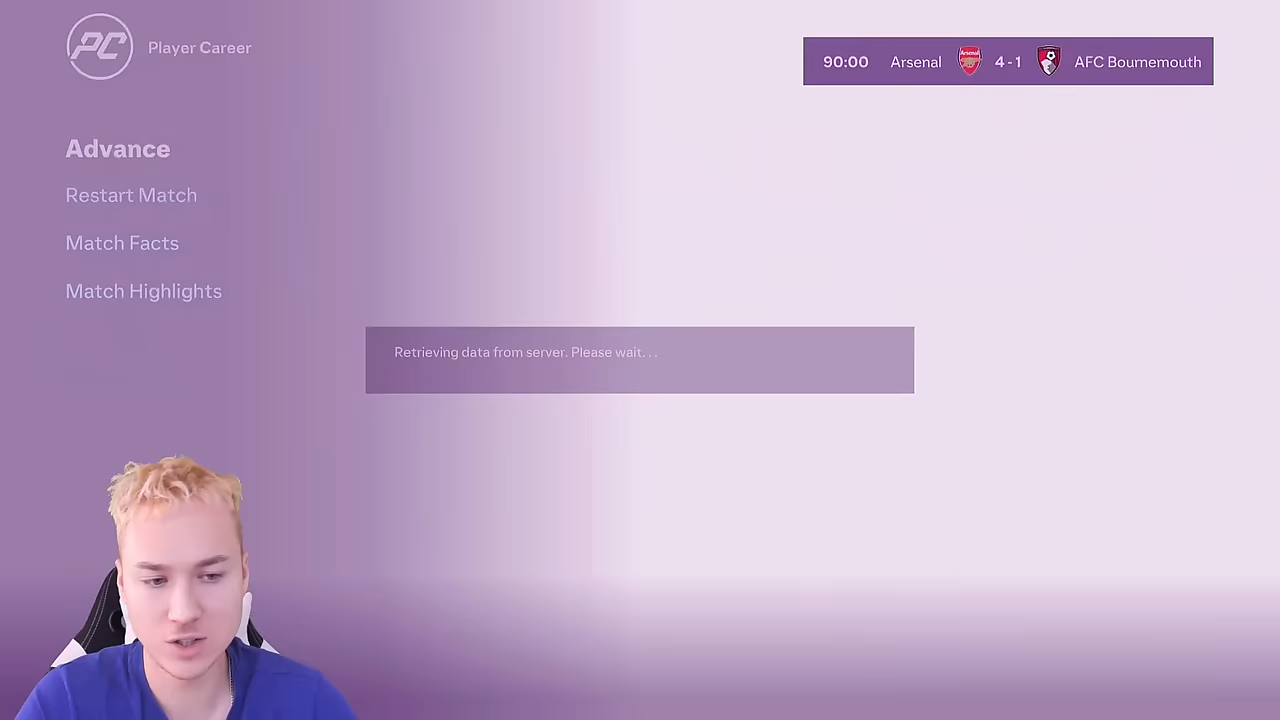 PC Player Career
90:00 Arsenal Arsenal 4 - 1 AFC Bournemouth
Advance
Restart Match
Match Facts
Match Highlights
Retrieving data from server. Please wait. . .